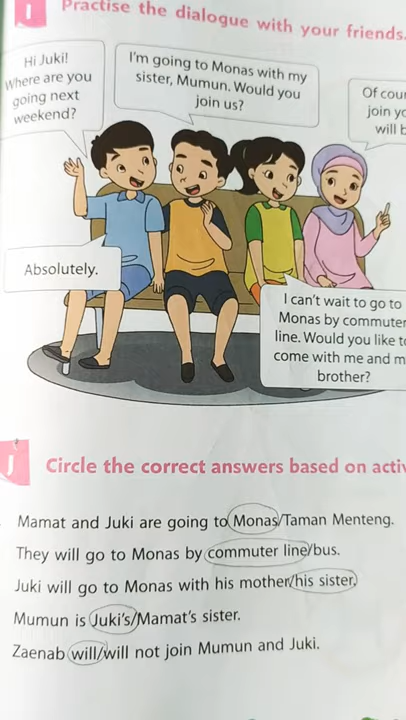 I Practise the dialogue with your friends.
Hi Juki!
Where are you
going next
weekend?
I'm going to Monas with my
sister, Mumun. Would you
join us?
Of cour
join yo
will b
Absolutely.
I can't wait to go to
Monas by commuter
line. Would you like to
come with me and m
brother?
J Circle the correct answers based on activ
Mamat and Juki are going to Monas/Taman Menteng.
They will go to Monas by commuter line/bus.
Juki will go to Monas with his mother/his sister.
Mumun is Juki's/Mamat's sister.
Zaenab will/will not join Mumun and Juki.